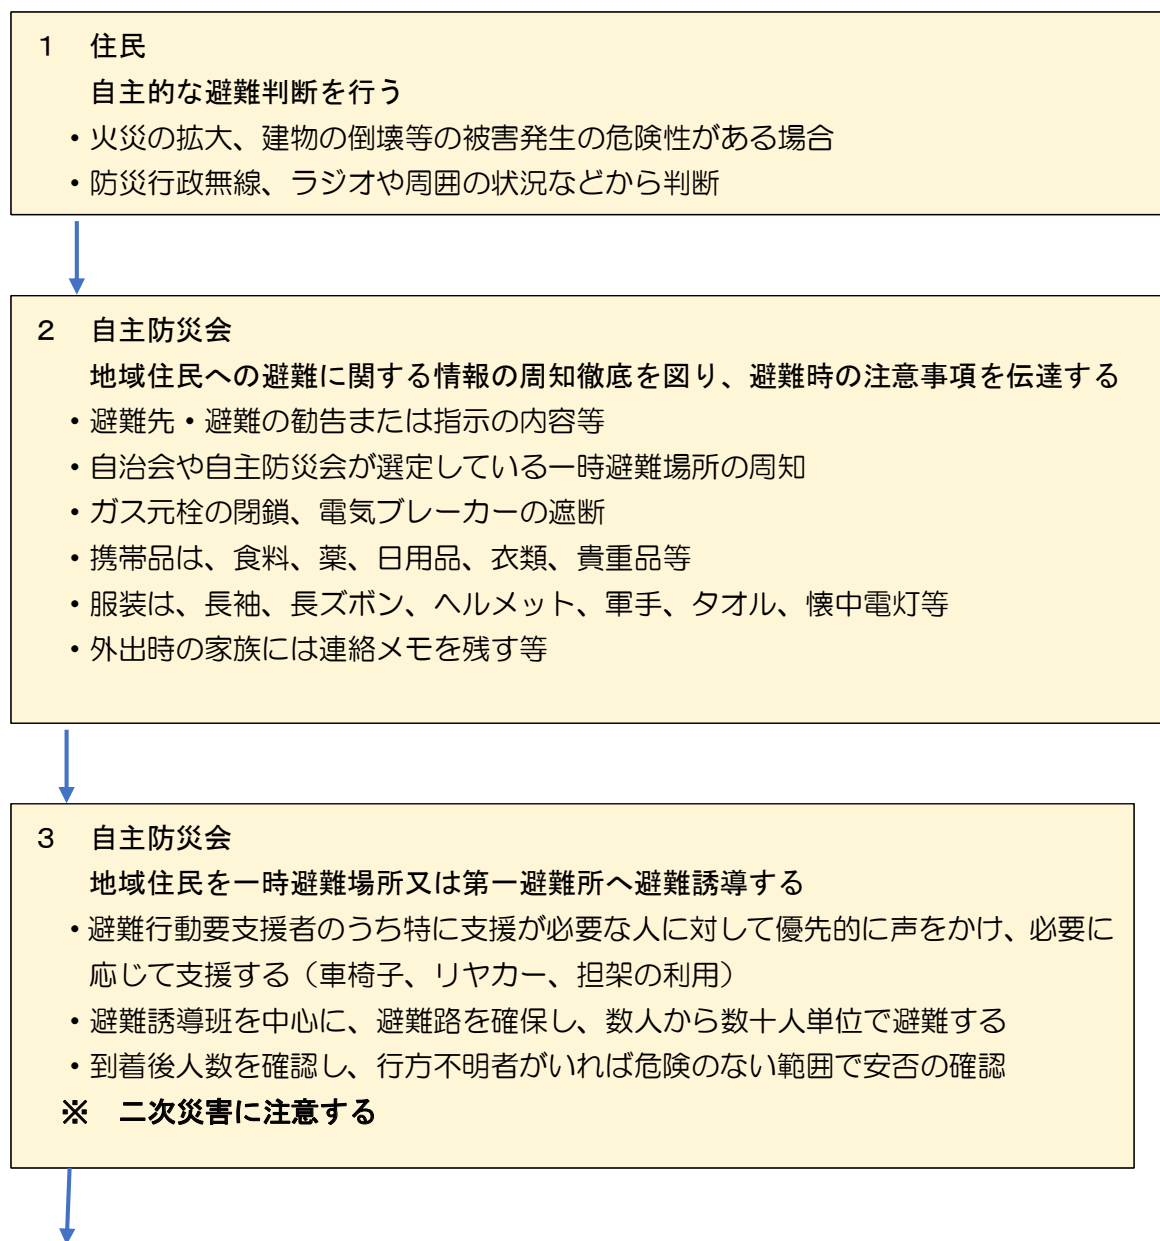 １　住民
自主的な避難判断を行う
・火災の拡大、建物の倒壊等の被害発生の危険性がある場合
・防災行政無線、ラジオや周囲の状況などから判断
２　自主防災会
地域住民への避難に関する情報の周知徹底を図り、避難時の注意事項を伝達する
・避難先・避難の勧告または指示の内容等
・自治会や自主防災会が選定している一時避難場所の周知
・ガス元栓の閉鎖、電気ブレーカーの遮断
・携帯品は、食料、薬、日用品、衣類、貴重品等
・服装は、長袖、長ズボン、ヘルメット、軍手、タオル、懐中電灯等
・外出時の家族には連絡メモを残す等
３　自主防災会
地域住民を一時避難場所又は第一避難所へ避難誘導する
・避難行動要支援者のうち特に支援が必要な人に対して優先的に声をかけ、必要に
応じて支援する（車椅子、リヤカー、担架の利用）
・避難誘導班を中心に、避難路を確保し、数人から数十人単位で避難する
・到着後人数を確認し、行方不明者がいれば危険のない範囲で安否の確認
※　二次災害に注意する